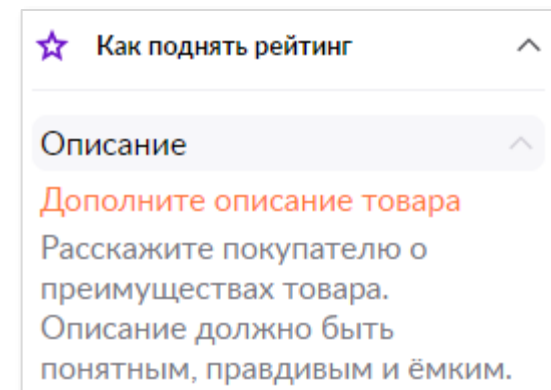 Как поднять рейтинг
Описание
Дополните описание товара
Расскажите покупателю о
преимуществах товара.
Описание должно быть
понятным, правдивым и ёмким.